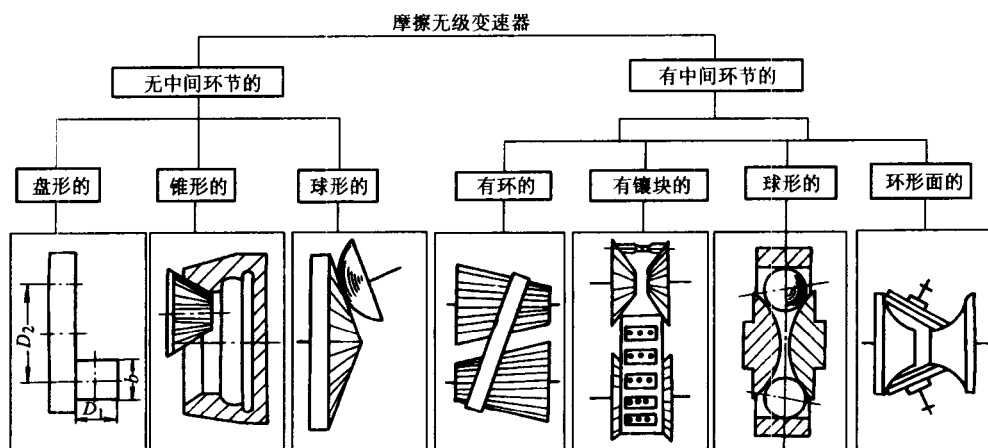 摩擦无级变速器
无中间环节的
有中间环节的
盘形的
锥形的
球形的
有环的
有镶块的
球形的
环形面的
D₂
b
D₁